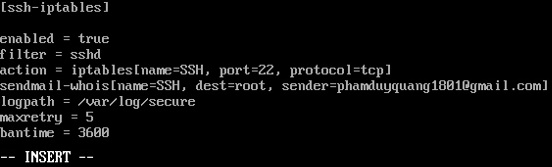 [ssh-iptables]
enabled = true
filter = sshd
action = iptables[name=SSH, port=22, protocol=tcp]
sendmail-whois[name=SSH, dest=root, sender=phamduyquang1801@gmail.com]
logpath = /var/log/secure
maxretry = 5
bantime = 3600
-- INSERT --